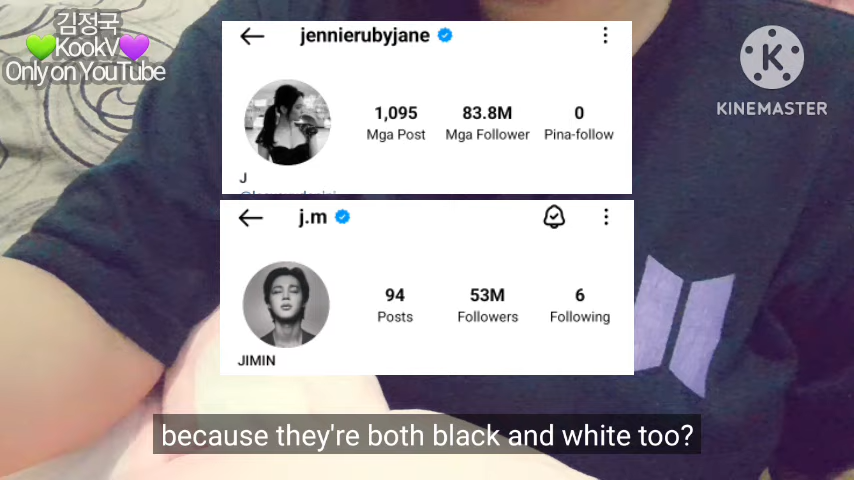 김정국
💚KookV💜
Only on YouTube
K
KINEMASTER
jennierubyjane
1,095 83.8M 0
Mga Post Mga Follower Pina-follow
J
j.m
94 53M 6
Posts Followers Following
JIMIN
because they're both black and white too?